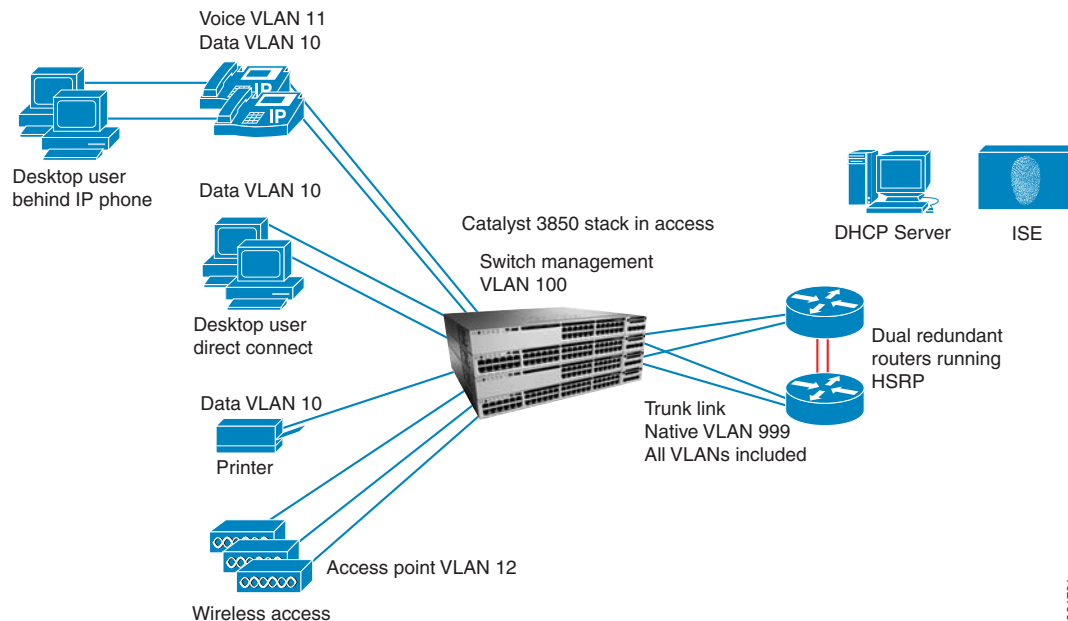 Voice VLAN 11
Data VLAN 10
IP
IP
Desktop user
behind IP phone
Data VLAN 10
Desktop user
direct connect
Catalyst 3850 stack in access
Switch management
VLAN 100
DHCP Server
ISE
Dual redundant
routers running
HSRP
Trunk link
Native VLAN 999
All VLANs included
Data VLAN 10
Printer
Access point VLAN 12
Wireless access